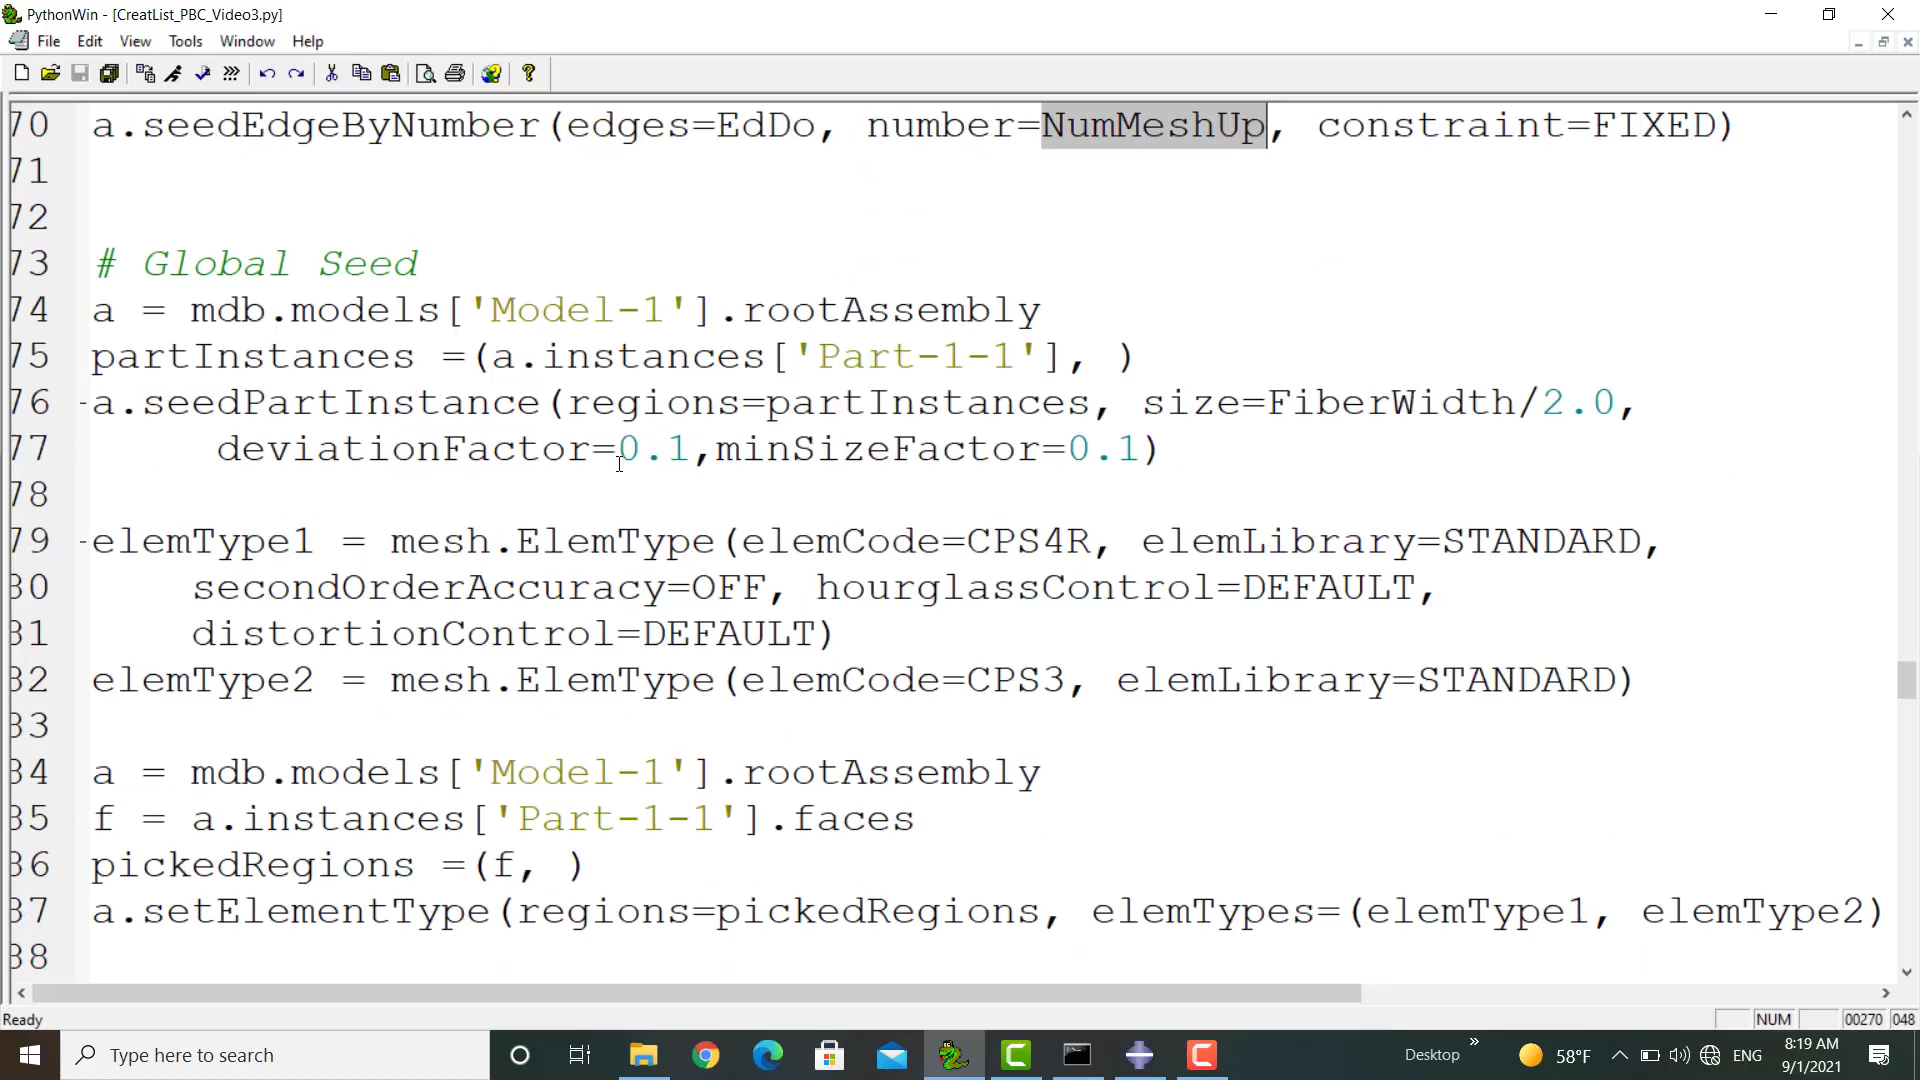 PythonWin - [CreatList_PBC_Video3.py]
File Edit View Tools Window Help
70 a.seedEdgeByNumber(edges=EdDo, number=NumMeshUp, constraint=FIXED)
71
72
73 # Global Seed
74 a = mdb.models['Model-1'].rootAssembly
75 partInstances =(a.instances['Part-1-1'], )
76 -a.seedPartInstance(regions=partInstances, size=FiberWidth/2.0,
77 deviationFactor=0.1,minSizeFactor=0.1)
78
79 -elemType1 = mesh.ElemType(elemCode=CPS4R, elemLibrary=STANDARD,
80 secondOrderAccuracy=OFF, hourglassControl=DEFAULT,
81 distortionControl=DEFAULT)
82 elemType2 = mesh.ElemType(elemCode=CPS3, elemLibrary=STANDARD)
83
84 a = mdb.models['Model-1'].rootAssembly
85 f = a.instances['Part-1-1'].faces
86 pickedRegions =(f, )
87 a.setElementType(regions=pickedRegions, elemTypes=(elemType1, elemType2)
88
Ready
NUM 00270 048
Type here to search
Desktop
58°F
ENG
8:19 AM
9/1/2021